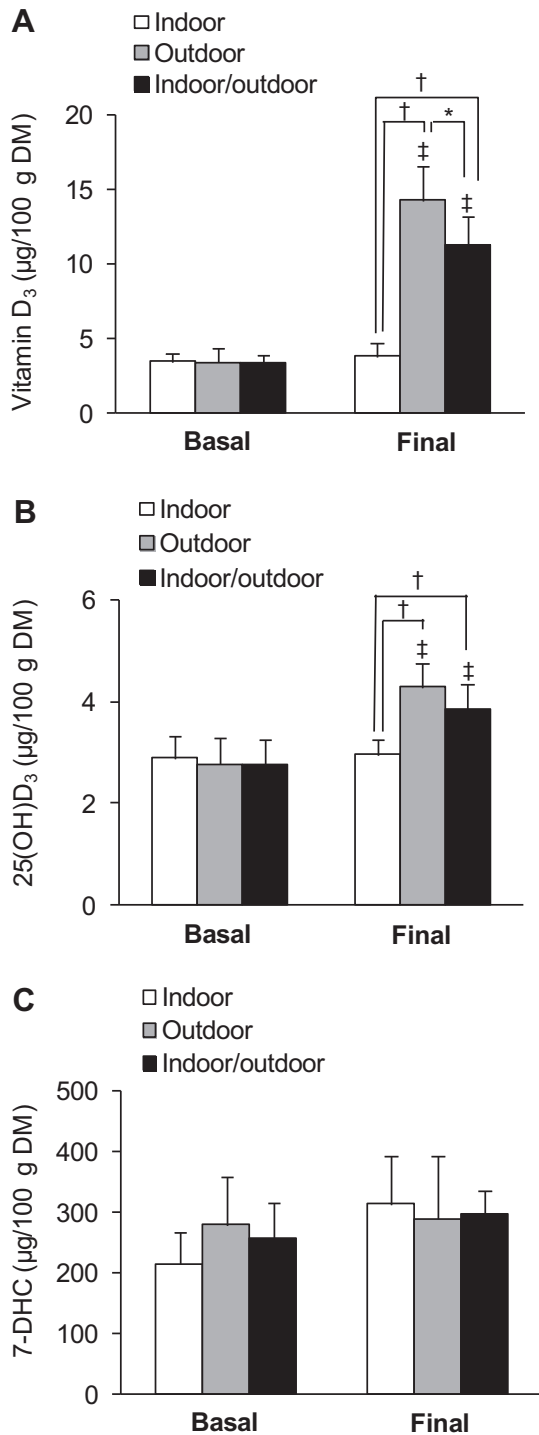 A
Indoor
Outdoor
Indoor/outdoor
Vitamin D3 (µg/100 g DM)
20
15
10
5
0
†
† *
‡
‡
Basal Final
B
Indoor
Outdoor
Indoor/outdoor
25(OH)D3 (µg/100 g DM)
6
4
2
0
†
†
‡
‡
Basal Final
C
Indoor
Outdoor
Indoor/outdoor
7-DHC (µg/100 g DM)
500
400
300
200
100
0
Basal Final